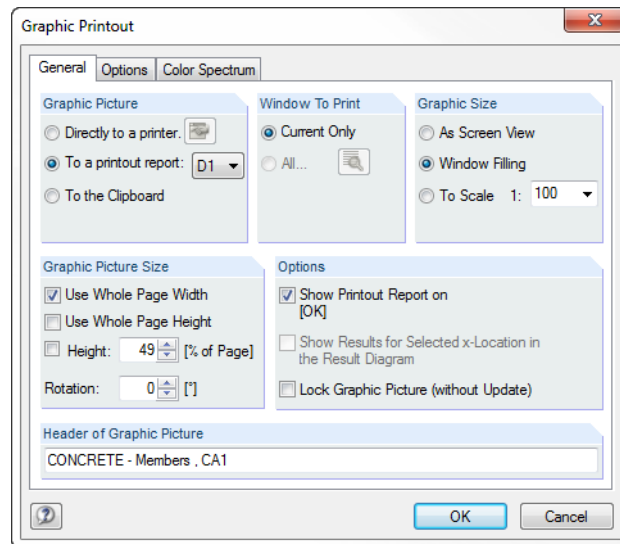 Graphic Printout
General Options Color Spectrum
Graphic Picture
Directly to a printer.
To a printout report: D1
To the Clipboard
Window To Print
Current Only
All...
Graphic Size
As Screen View
Window Filling
To Scale 1: 100
Graphic Picture Size
Use Whole Page Width
Use Whole Page Height
Height: 49 [% of Page]
Rotation: 0 [°]
Options
Show Printout Report on
[OK]
Show Results for Selected x-Location in
the Result Diagram
Lock Graphic Picture (without Update)
Header of Graphic Picture
CONCRETE - Members , CA1
OK Cancel